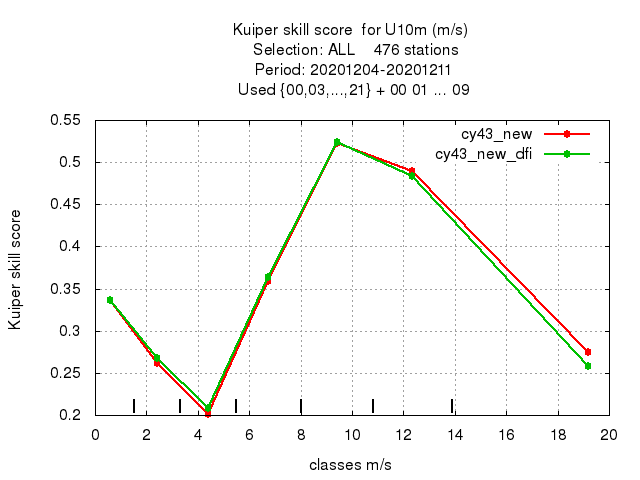 Kuiper skill score  for U10m (m/s)
Selection: ALL    476 stations
Period: 20201204-20201211
Used {00,03,...,21} + 00 01 ... 09
cy43_new
cy43_new_dfi
0.55
0.5
0.45
0.4
0.35
0.3
0.25
0.2
Kuiper skill score
0 2 4 6 8 10 12 14 16 18 20
classes m/s